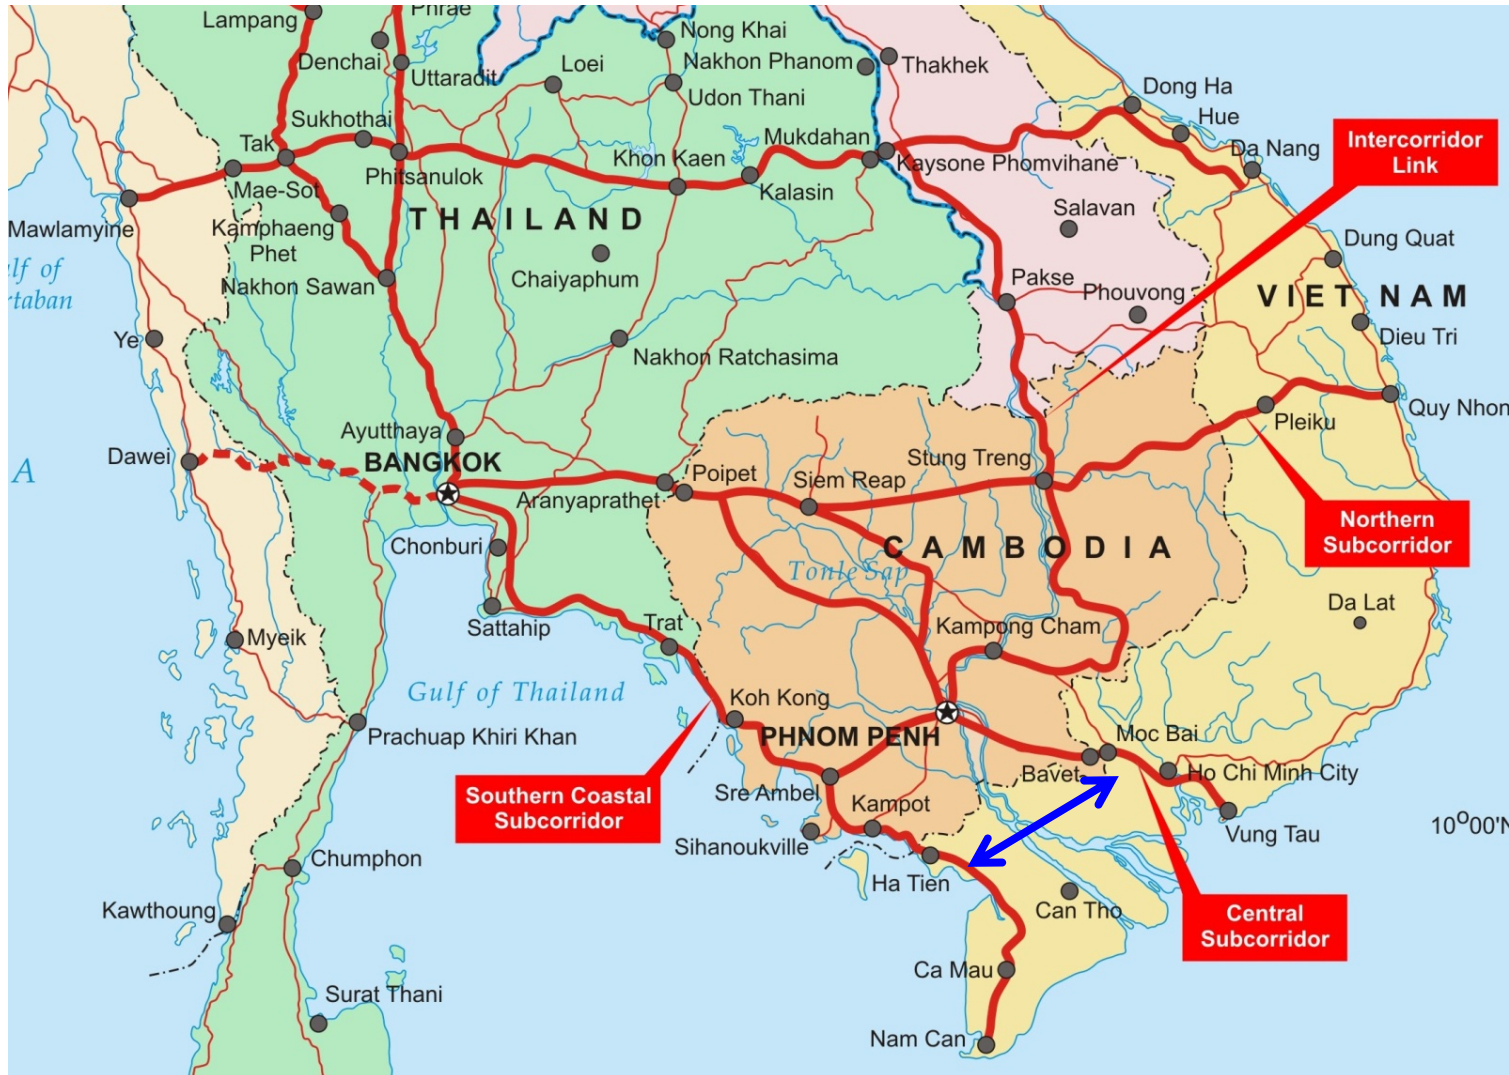 Phrae
Lampang
Nong Khai
Denchai
Loei
Nakhon Phanom
Thakhek
Uttaradit
Udon Thani
Dong Ha
Sukhothai
Hue
Mukdahan
Intercorridor
Link
Tak
Khon Kaen
Da Nang
Kaysone Phomvihane
Phitsanulok
Mae-Sot
Kalasin
Salavan
THAILAND
Mawlamyine
Kamphaeng
Phet
Dung Quat
Gulf of
Chaiyaphum
Pakse
Nakhon Sawan
Phouvong
VIET NAM
Ye
Dieu Tri
Nakhon Ratchasima
Quy Nhon
Pleiku
Ayutthaya
Dawei
BANGKOK
Stung Treng
A
Poipet
Siem Reap
Aranyaprathet
Northern
Subcorridor
Chonburi
CAMBODIA
Tonle Sap
Da Lat
Sattahip
Trat
Kampong Cham
Myeik
Gulf of Thailand
Koh Kong
Prachuap Khiri Khan
PHNOM PENH
Moc Bai
Bavet
Ho Chi Minh City
Southern Coastal
Subcorridor
Sre Ambel
Kampot
Vung Tau
10°00'N
Sihanoukville
Chumphon
Ha Tien
Can Tho
Kawthoung
Central
Subcorridor
Ca Mau
Surat Thani
Nam Can